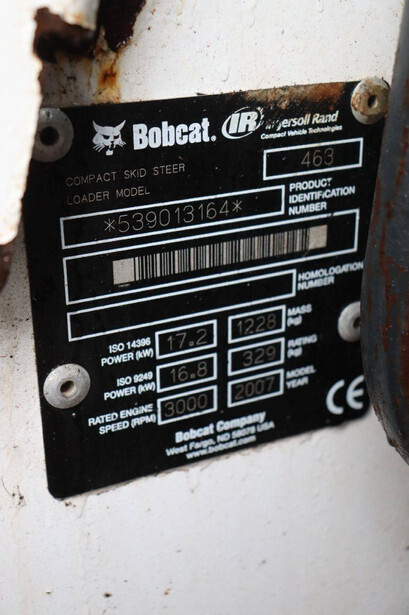 Bobcat. IR Ingersoll Rand
Compact Vehicle Technologies
COMPACT SKID STEER
LOADER MODEL 463
*539013164* PRODUCT IDENTIFICATION NUMBER
HOMOLOGATION NUMBER
ISO 14396 POWER (kW) 17.2 1228 MASS (kg)
ISO 9249 POWER (kW) 16.8 329 RATING (kg)
RATED ENGINE SPEED (RPM) 3000 2007 MODEL YEAR
CE
Bobcat Company
West Fargo, ND 58078 USA
www.bobcat.com